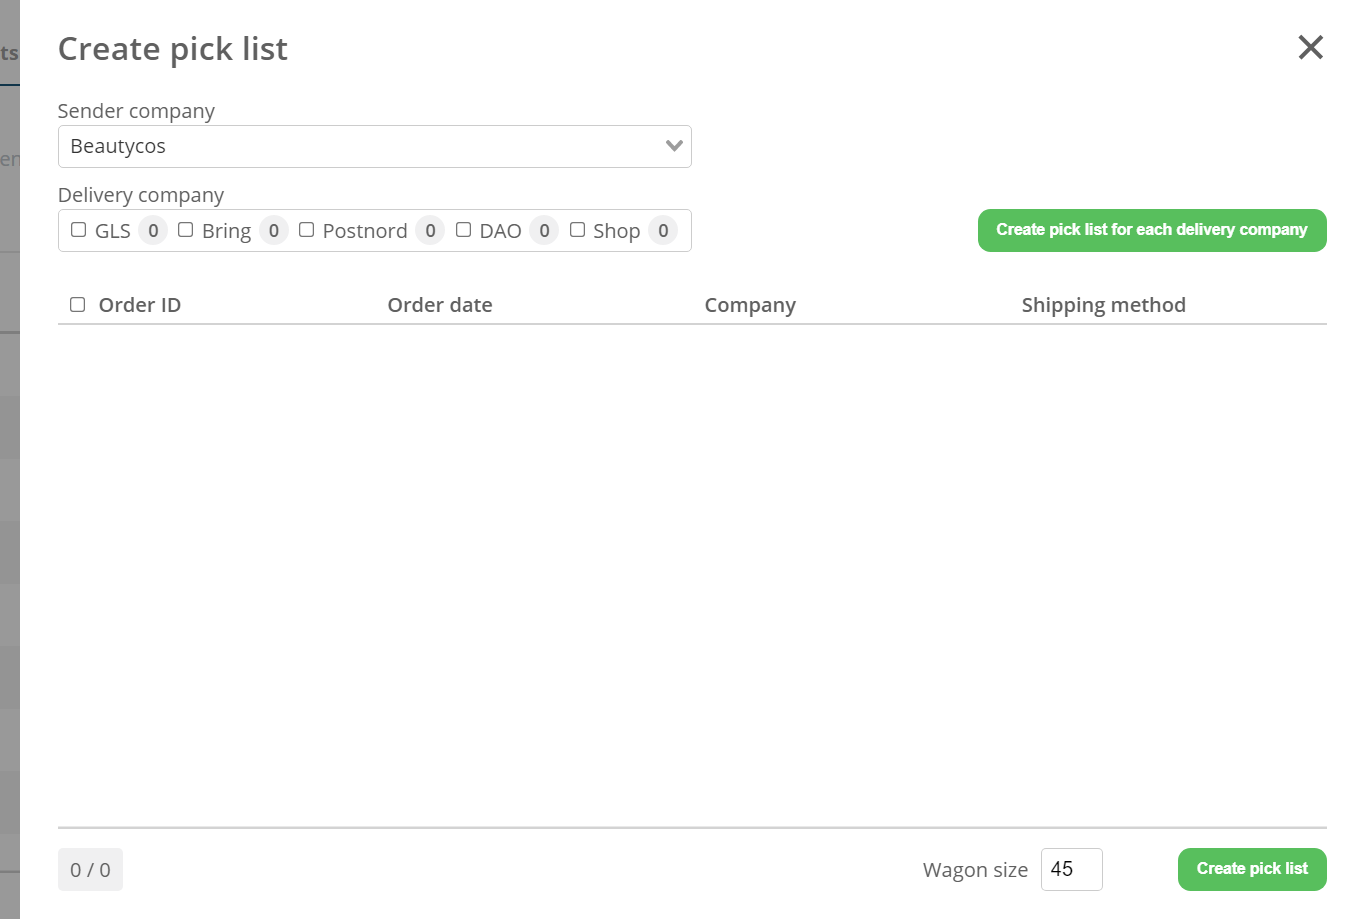 Create pick list
ts
Sender company
en
Beautycos
Delivery company
GLS 0 Bring 0 Postnord 0 DAO 0 Shop 0
Create pick list for each delivery company
Order ID Order date Company Shipping method
0 / 0
Wagon size 45
Create pick list